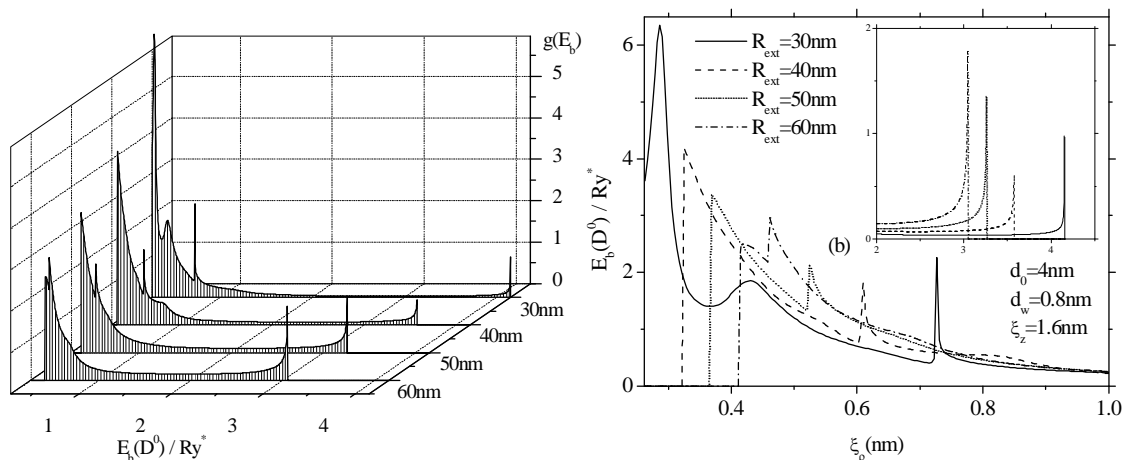 g(E_b)
5
4
3
2
1
0
30nm
40nm
50nm
60nm
1 2 3 4
E_b(D^0) / Ry^*
E_b(D^0) / Ry^*
6
4
2
0
R_ext=30nm
R_ext=40nm
R_ext=50nm
R_ext=60nm
2
1
0
2 3 4
(b)
d_0=4nm
d_w=0.8nm
ξ_z=1.6nm
0.4 0.6 0.8 1.0
ξ_ρ(nm)